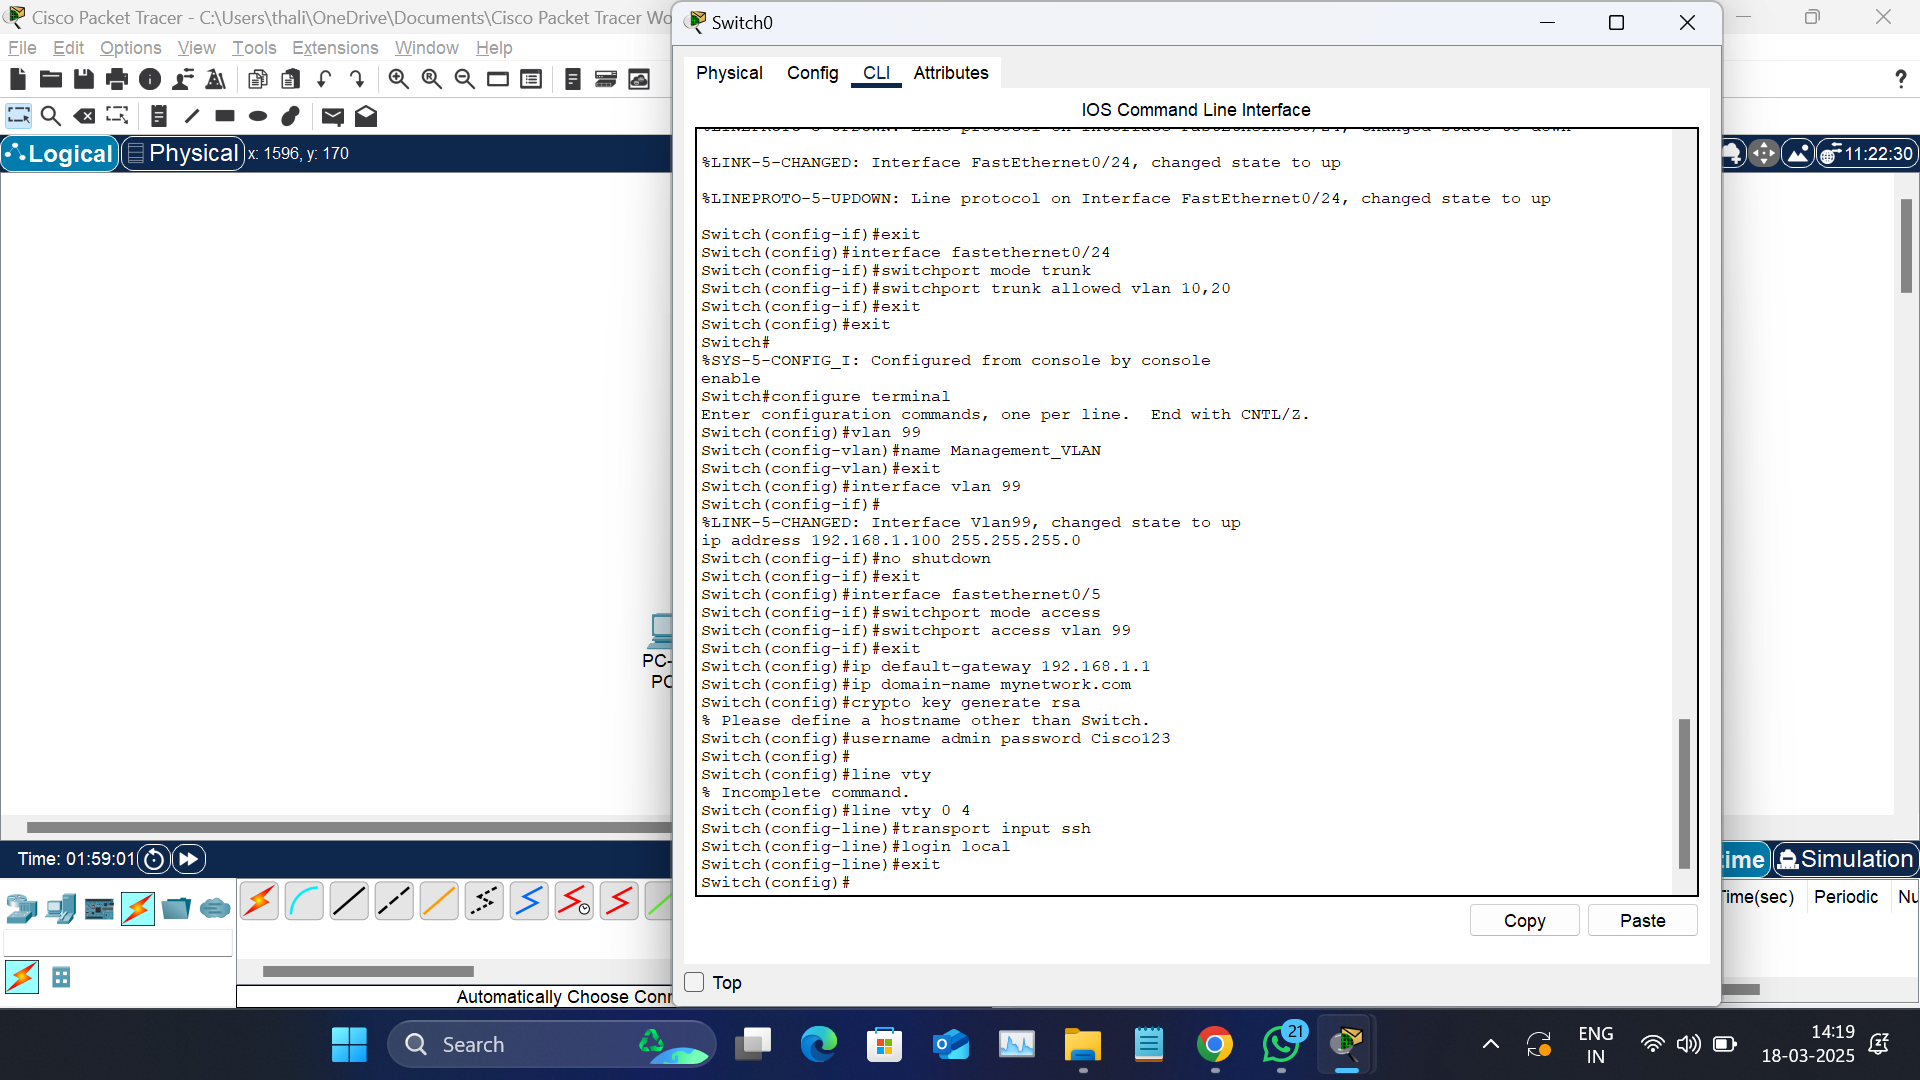 Cisco Packet Tracer - C:\Users\thali\OneDrive\Documents\Cisco Packet Tracer Wo
File Edit Options View Tools Extensions Window Help
Logical Physical x: 1596, y: 170
11:22:30
PC-
PC
Time: 01:59:01
Automatically Choose Conn
Switch0
Physical Config CLI Attributes
IOS Command Line Interface
%LINEPROTO-5-UPDOWN: Line protocol on Interface FastEthernet0/24, changed state to down
%LINK-5-CHANGED: Interface FastEthernet0/24, changed state to up
%LINEPROTO-5-UPDOWN: Line protocol on Interface FastEthernet0/24, changed state to up
Switch(config-if)#exit
Switch(config)#interface fastethernet0/24
Switch(config-if)#switchport mode trunk
Switch(config-if)#switchport trunk allowed vlan 10,20
Switch(config-if)#exit
Switch(config)#exit
Switch#
%SYS-5-CONFIG_I: Configured from console by console
enable
Switch#configure terminal
Enter configuration commands, one per line.  End with CNTL/Z.
Switch(config)#vlan 99
Switch(config-vlan)#name Management_VLAN
Switch(config-vlan)#exit
Switch(config)#interface vlan 99
Switch(config-if)#
%LINK-5-CHANGED: Interface Vlan99, changed state to up
ip address 192.168.1.100 255.255.255.0
Switch(config-if)#no shutdown
Switch(config-if)#exit
Switch(config)#interface fastethernet0/5
Switch(config-if)#switchport mode access
Switch(config-if)#switchport access vlan 99
Switch(config-if)#exit
Switch(config)#ip default-gateway 192.168.1.1
Switch(config)#ip domain-name mynetwork.com
Switch(config)#crypto key generate rsa
% Please define a hostname other than Switch.
Switch(config)#username admin password Cisco123
Switch(config)#
Switch(config)#line vty
% Incomplete command.
Switch(config)#line vty 0 4
Switch(config-line)#transport input ssh
Switch(config-line)#login local
Switch(config-line)#exit
Switch(config)#
Copy Paste
Top
?
ime Simulation
Time(sec) Periodic Nu
Search
21
ENG
IN
14:19
18-03-2025